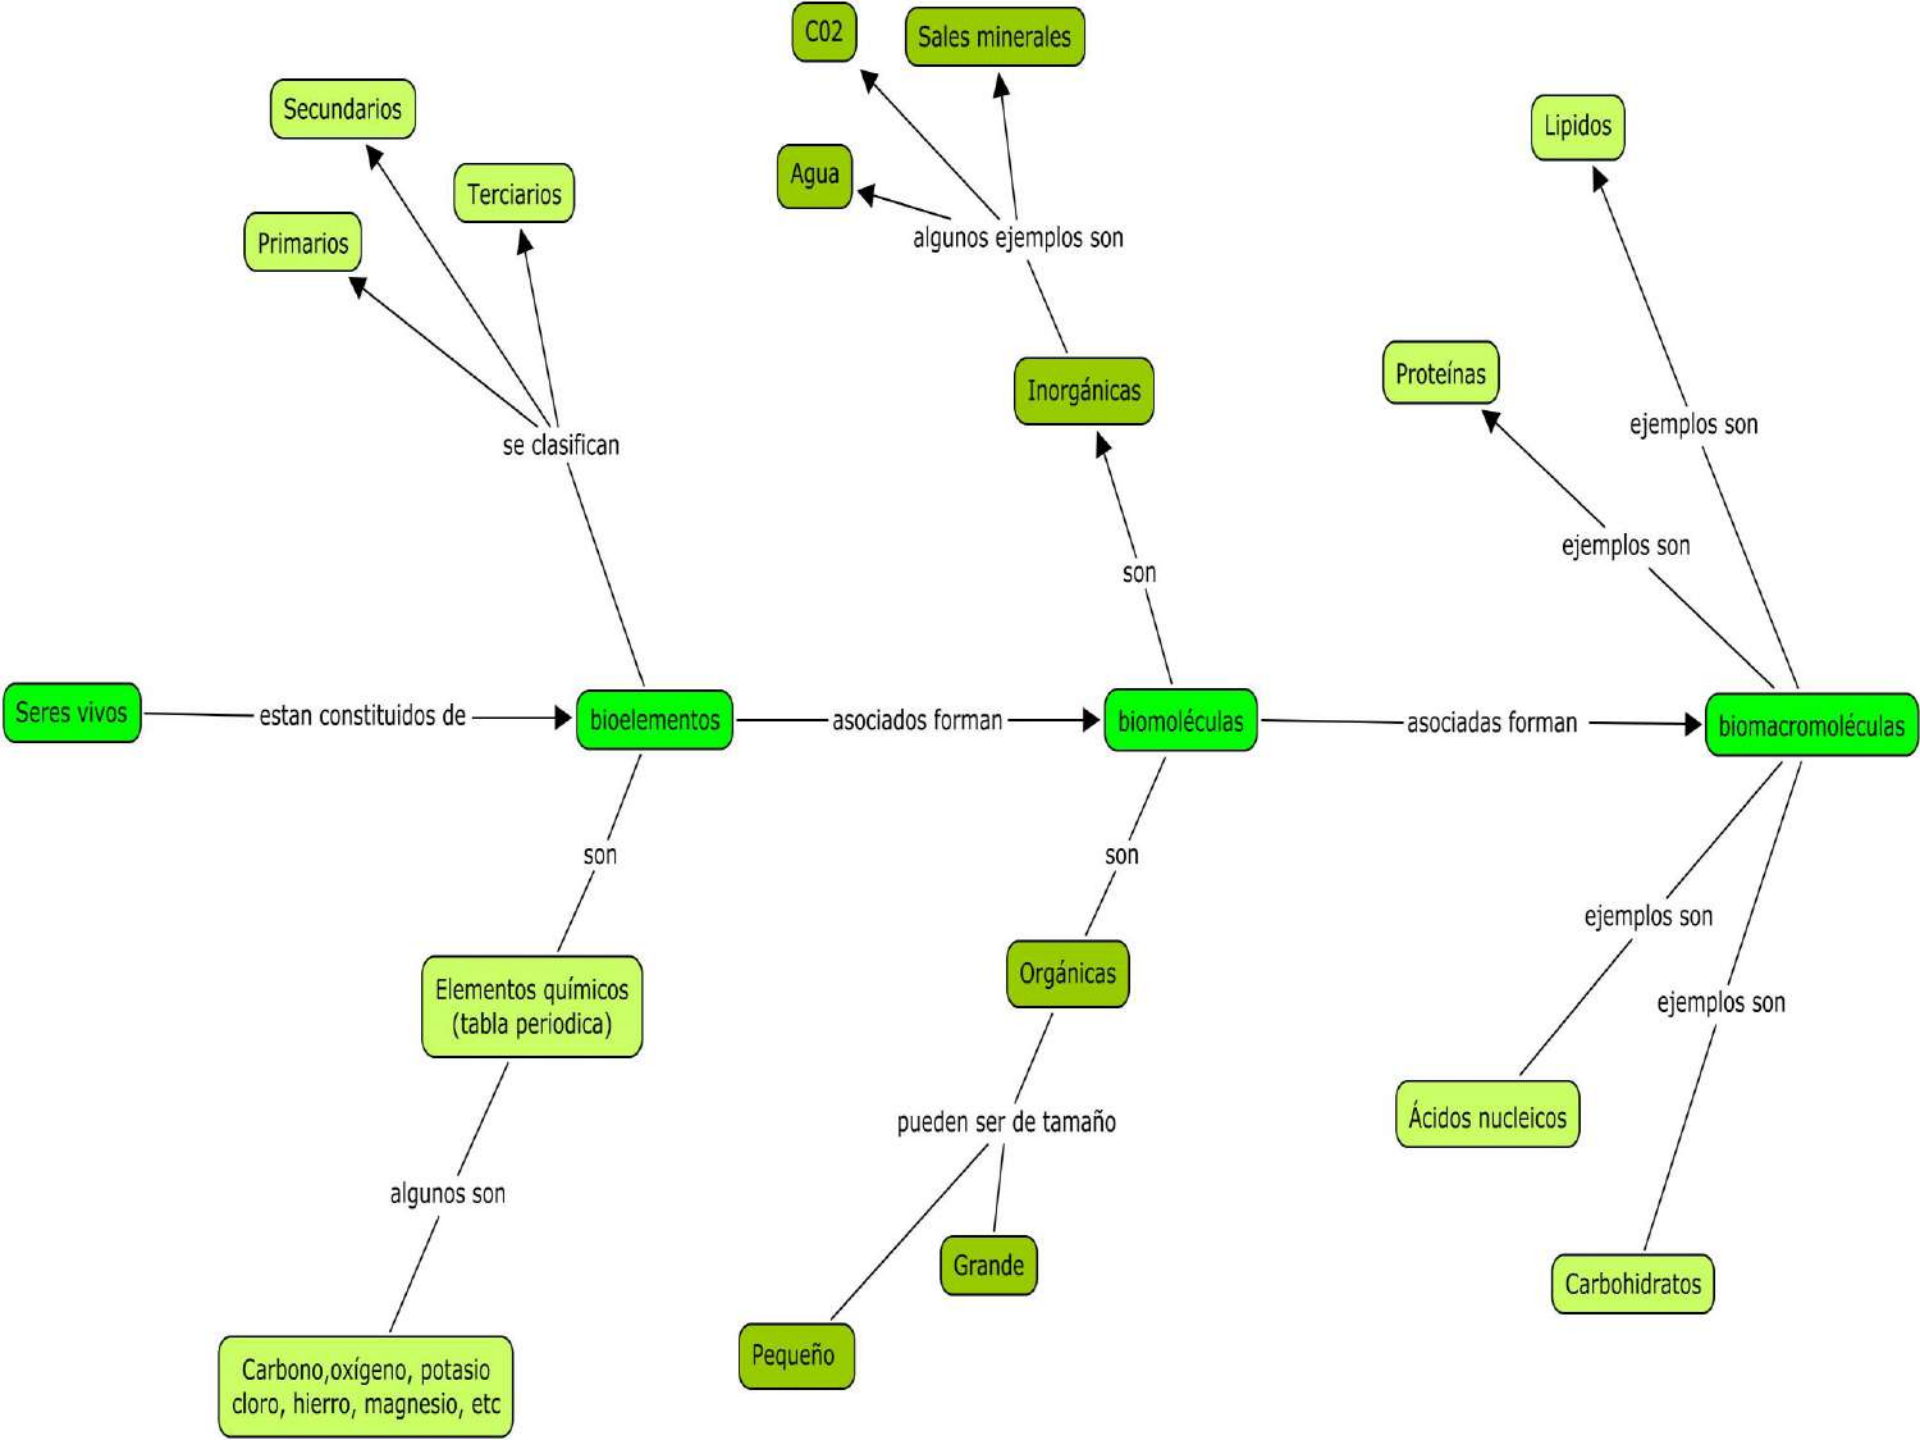 C02
Sales minerales
Secundarios
Lipidos
Agua
Terciarios
Primarios
algunos ejemplos son
Inorgánicas
Proteínas
ejemplos son
se clasifican
ejemplos son
son
Seres vivos
estan constituidos de
bioelementos
asociados forman
biomoléculas
asociadas forman
biomacromoléculas
son
son
ejemplos son
Orgánicas
Elementos químicos
(tabla periodica)
ejemplos son
Ácidos nucleicos
pueden ser de tamaño
algunos son
Grande
Carbohidratos
Pequeño
Carbono,oxígeno, potasio
cloro, hierro, magnesio, etc